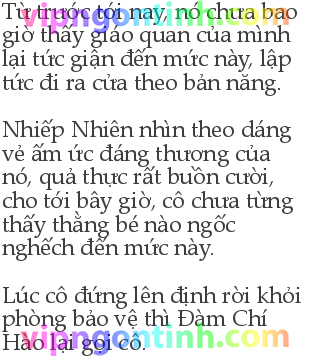 Từ trước tới nay, nó chưa bao
giờ thấy giáo quan của mình
lại tức giận đến mức này, lập
tức đi ra cửa theo bản năng.
Nhiếp Nhiên nhìn theo dáng
vẻ ấm ức đáng thương của
nó, quả thực rất buồn cười,
cho tới bây giờ, cô chưa từng
thấy thằng bé nào ngốc
nghếch đến mức này.
Lúc cô đứng lên định rời khỏi
phòng bảo vệ thì Đàm Chí
Hào lại gọi cô.
vipngontinh.com
vipngontinh.com